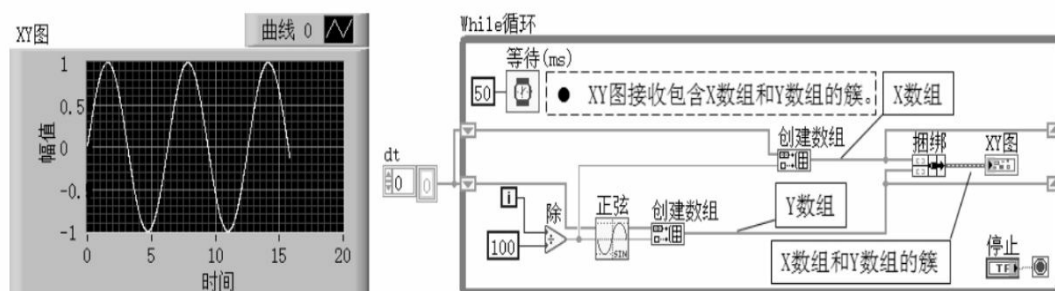 XY图
曲线 0
1
0.5
0
-0.
-1
幅值
0
5
10
15
20
时间
While循环
等待(ms)
50
● XY图接收包含X数组和Y数组的簇。
X数组
创建数组
捆绑
XY图
dt
0
0
i
除
正弦
创建数组
Y数组
100
SIN
X数组和Y数组的簇
停止
TF